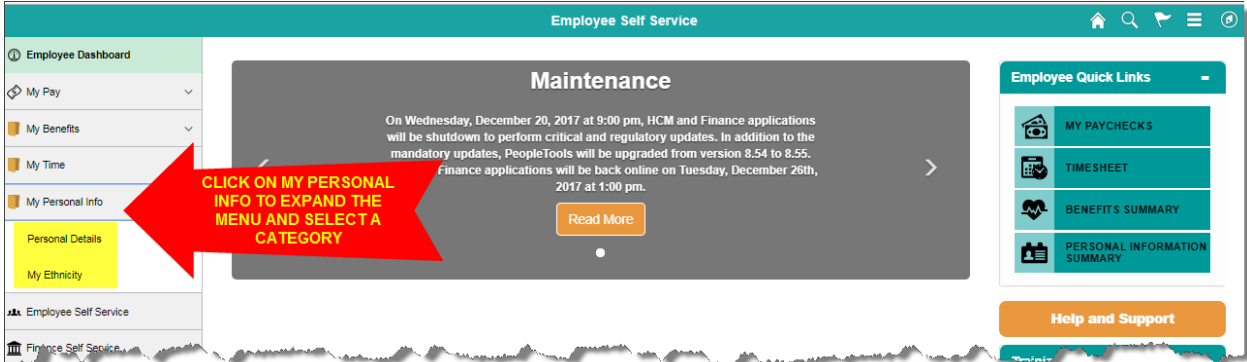 Employee Self Service
Employee Dashboard
My Pay
My Benefits
My Time
My Personal Info
Personal Details
My Ethnicity
Employee Self Service
Finance Self Service
CLICK ON MY PERSONAL
INFO TO EXPAND THE
MENU AND SELECT A
CATEGORY
Maintenance
On Wednesday, December 20, 2017 at 9:00 pm, HCM and Finance applications
will be shutdown to perform critical and regulatory updates. In addition to the
mandatory updates, PeopleTools will be upgraded from version 8.54 to 8.55.
Finance applications will be back online on Tuesday, December 26th,
2017 at 1:00 pm.
Read More
Employee Quick Links
MY PAYCHECKS
TIMESHEET
BENEFITS SUMMARY
PERSONAL INFORMATION
SUMMARY
Help and Support